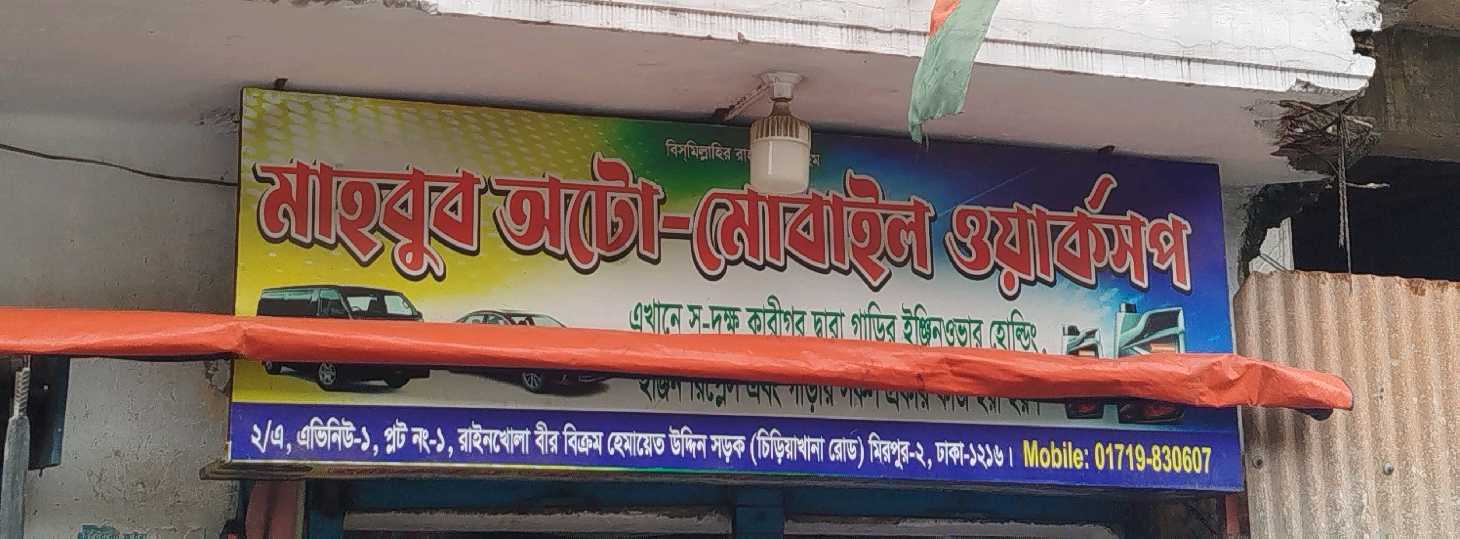 বিসমিল্লাহির
মাহবুব অটো-মোবাইল ওয়ার্কসপ
এখানে স-দক্ষ কারীগর দ্বারা গাড়ির ইঞ্জিনওভার হোল্ডিং,
এবং
২/এ, এভিনিউ-১, প্লট নং-১, রাইনখোলা বীর বিক্রম হেমায়েত উদ্দিন সড়ক (চিড়িয়াখানা রোড) মিরপুর-২, ঢাকা-১২১৬। Mobile: 01719-830607